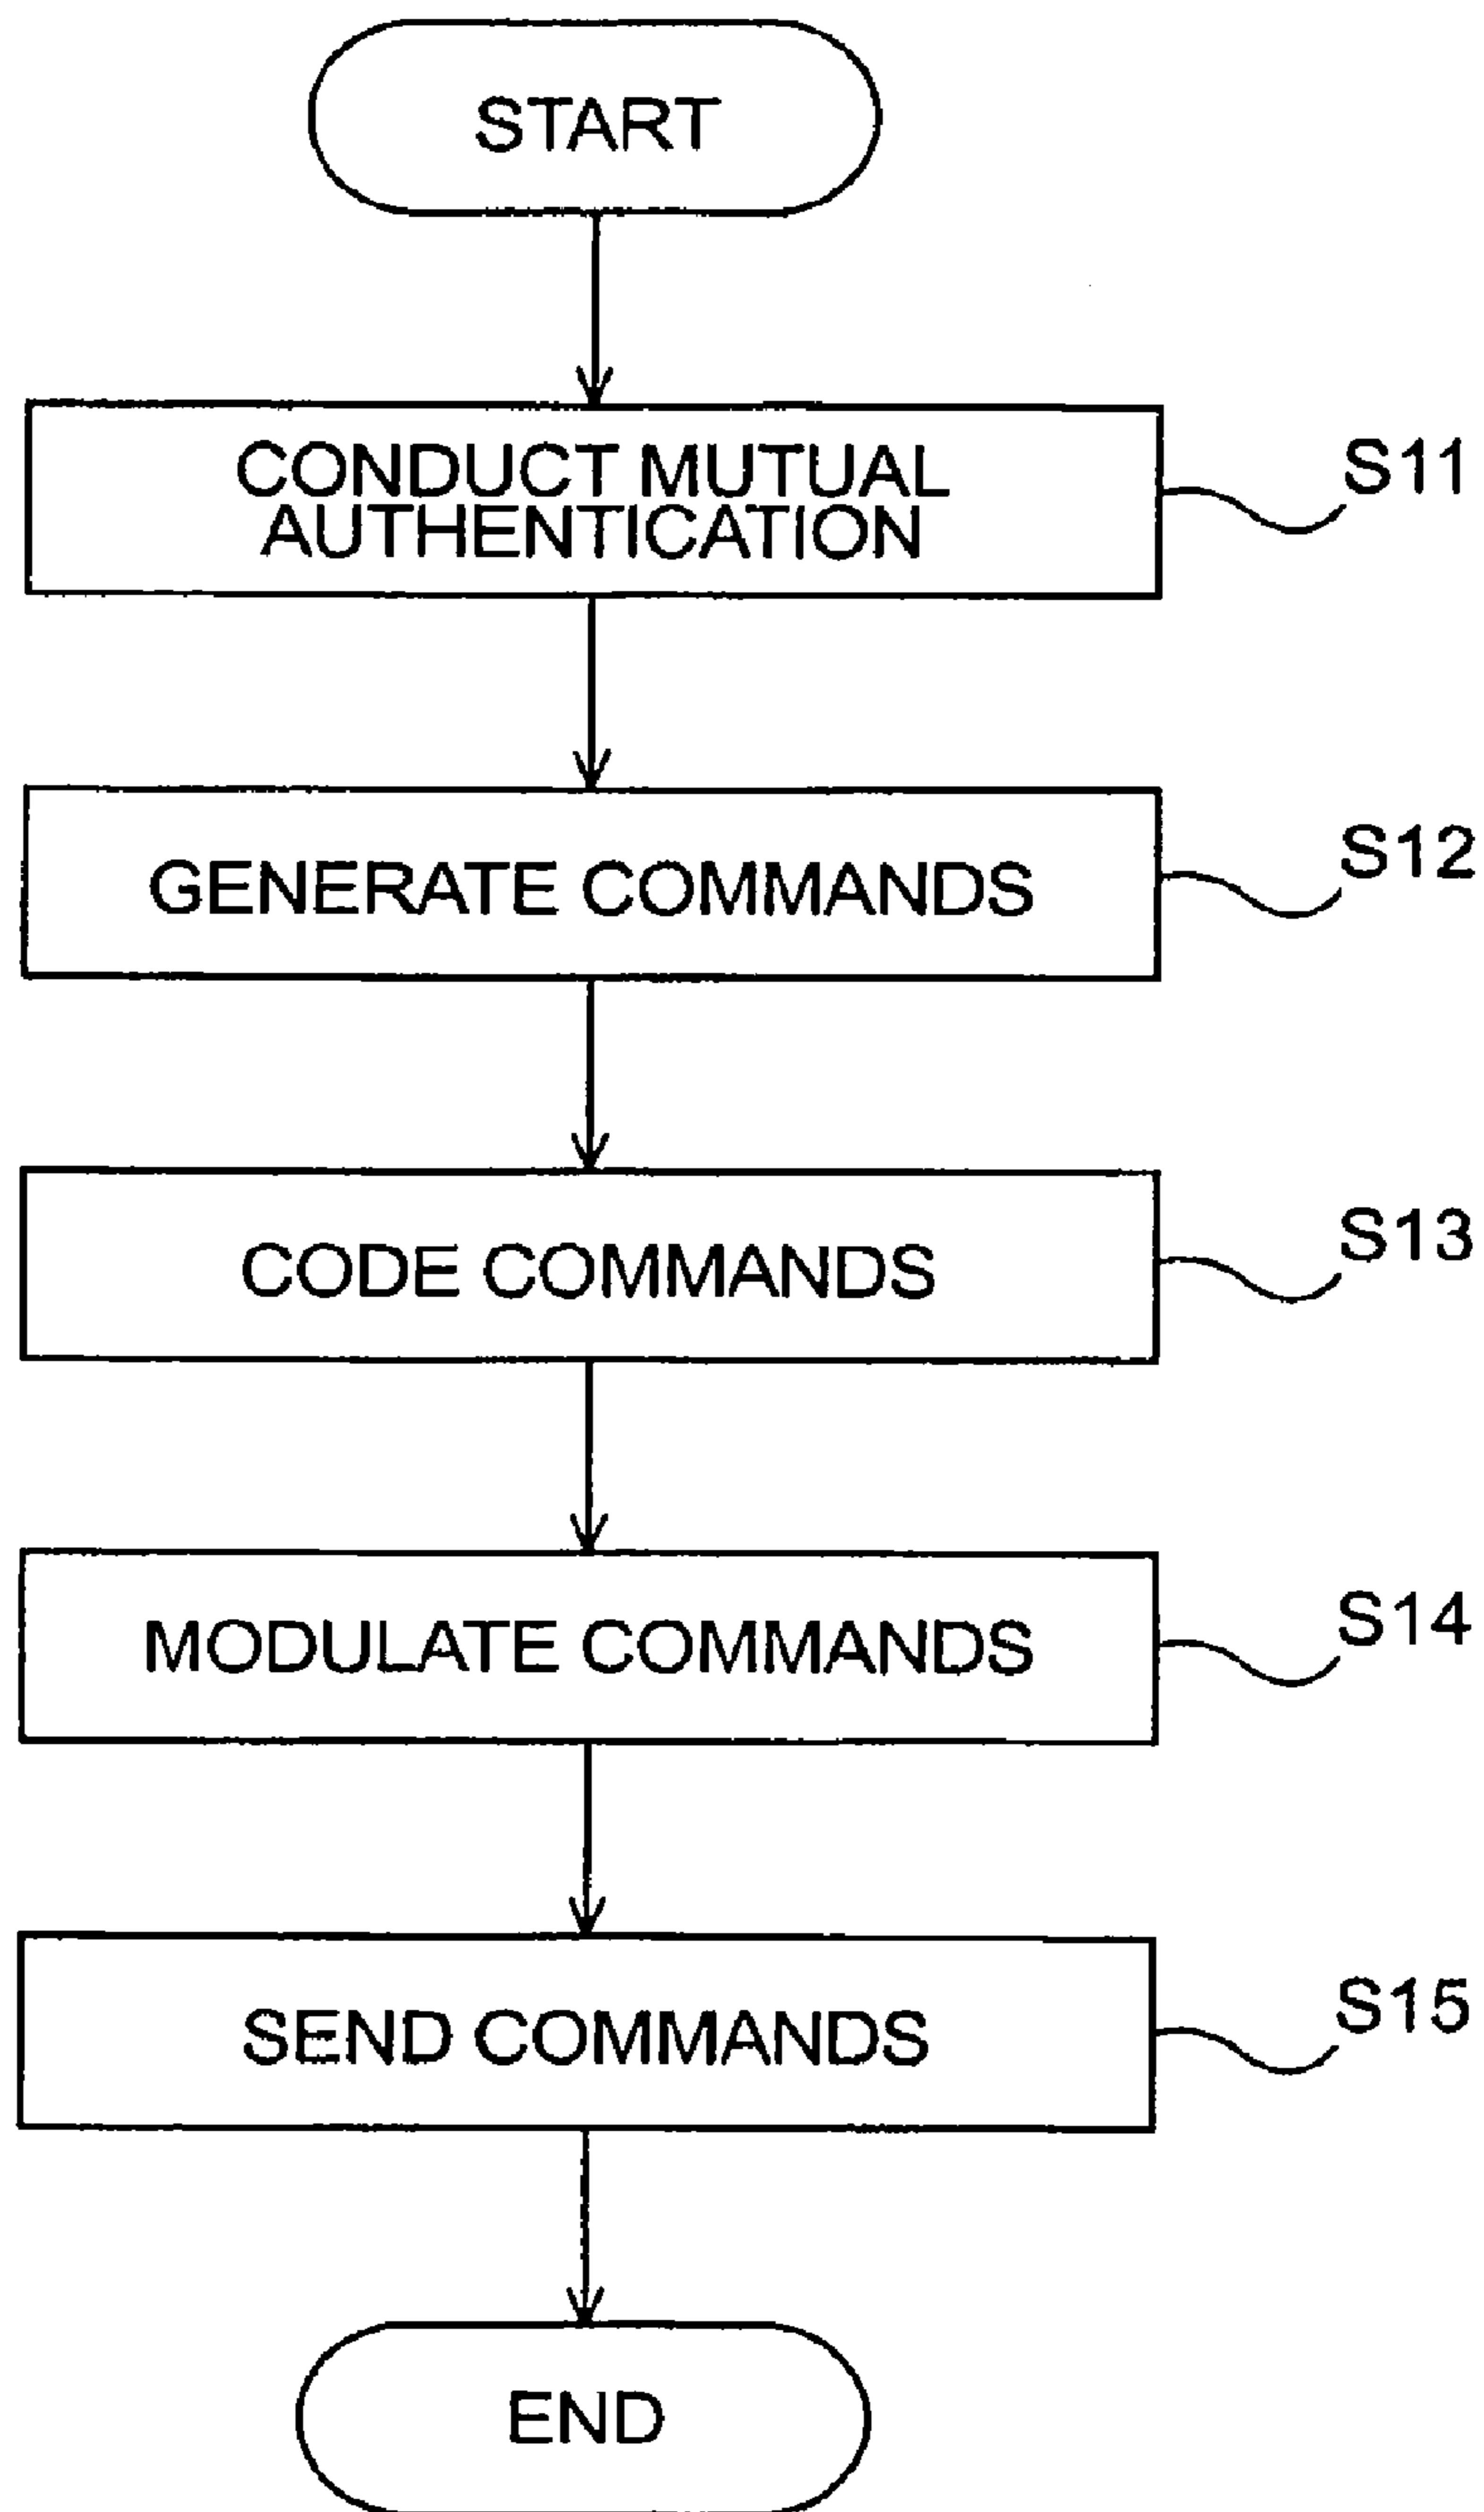 START
CONDUCT MUTUAL
AUTHENTICATION
S11
GENERATE COMMANDS
S12
CODE COMMANDS
S13
MODULATE COMMANDS
S14
SEND COMMANDS
S15
END